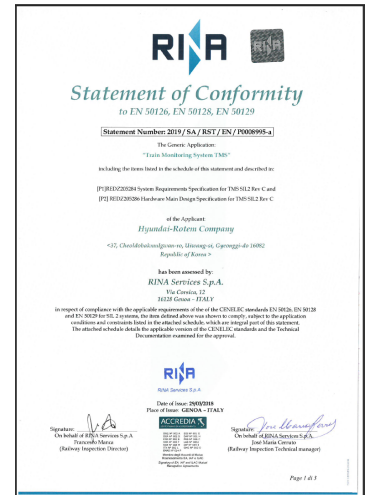 RINA
RINA
Statement of Conformity
to EN 50126, EN 50128, EN 50129
Statement Number: 2019 / SA / RST / EN / P0008995-a
The Generic Application:
"Train Monitoring System TMS"
including the items listed in the schedule of this statement and described in:
[P1]REDZ205284 System Requirements Specification for TMS SIL2 Rev C and
[P2] REDZ205286 Hardware Main Design Specification for TMS SIL2 Rev C
of the Applicant:
Hyundai-Rotem Company
Gyeonggi-do 16082
Republic of Korea >
has been assessed by:
RINA Services S.p.A.
Via Corsica, 12
16128 Genoa – ITALY
in respect of compliance with the applicable requirements of the of the CENELEC standards EN 50126, EN 50128
and EN 50129 for SIL 2 systems, the item defined above was shown to comply, subject to the application
conditions and constraints listed in the attached schedule, which are integral part of this statement.
The attached schedule details the applicable version of the CENELEC standards and the Technical
Documentation examined for the approval.
RINA
RINA Services S.p.A.
Date of Issue: 29/03/2018
Place of Issue: GENOA – ITALY
ACCREDIA
Signature:
On behalf of RINA Services S.p.A
Francesco Marua
(Railway Inspection Director)
Signature:
On behalf of RINA Services S.p.A.
José Maria Cerrato
(Railway Inspection Technical manager)